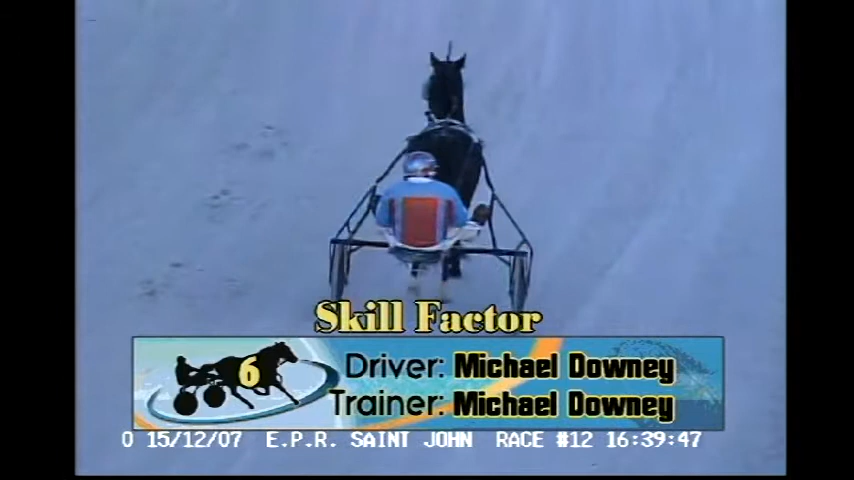 Skill Factor
6
Driver: Michael Downey
Trainer: Michael Downey
0 15/12/07 E.P.R. SAINT JOHN RACE #12 16:39:47